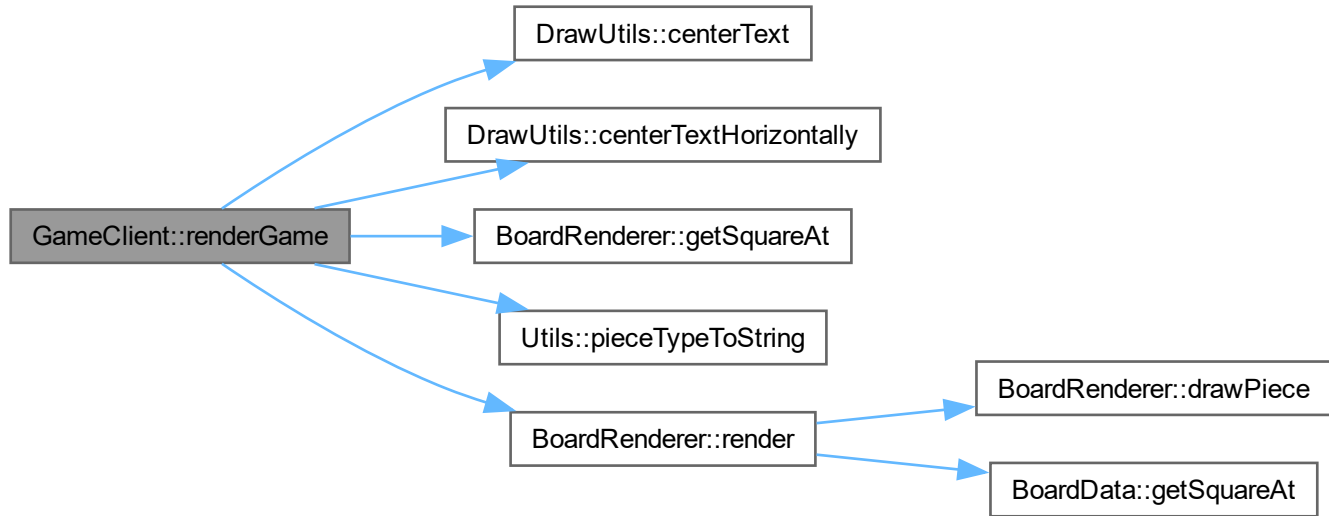 DrawUtils::centerText
DrawUtils::centerTextHorizontally
GameClient::renderGame
BoardRenderer::getSquareAt
Utils::pieceTypeToString
BoardRenderer::drawPiece
BoardRenderer::render
BoardData::getSquareAt